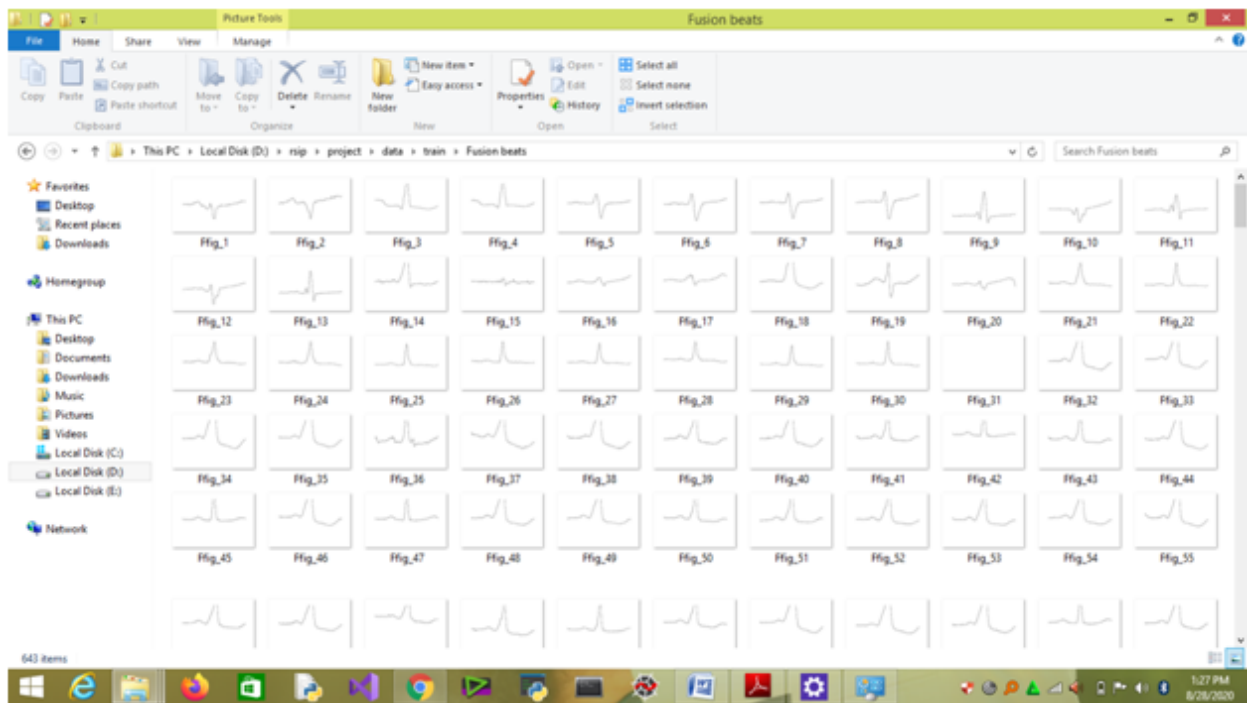 Picture Tools
Fusion beats
File Home Share View Manage
Cut
Copy path
Paste shortcut
Copy Paste
Clipboard
Move to Copy to Delete Rename
Organize
New folder
New item
Easy access
New
Properties
Open
Edit
History
Open
Select all
Select none
Invert selection
Select
This PC Local Disk (D:) rsip project data train Fusion beats
Search Fusion beats
Favorites
Desktop
Recent places
Downloads
Homegroup
This PC
Desktop
Documents
Downloads
Music
Pictures
Videos
Local Disk (C:)
Local Disk (D:)
Local Disk (E:)
Network
Ffig_1 Ffig_2 Ffig_3 Ffig_4 Ffig_5 Ffig_6 Ffig_7 Ffig_8 Ffig_9 Ffig_10 Ffig_11
Ffig_12 Ffig_13 Ffig_14 Ffig_15 Ffig_16 Ffig_17 Ffig_18 Ffig_19 Ffig_20 Ffig_21 Ffig_22
Ffig_23 Ffig_24 Ffig_25 Ffig_26 Ffig_27 Ffig_28 Ffig_29 Ffig_30 Ffig_31 Ffig_32 Ffig_33
Ffig_34 Ffig_35 Ffig_36 Ffig_37 Ffig_38 Ffig_39 Ffig_40 Ffig_41 Ffig_42 Ffig_43 Ffig_44
Ffig_45 Ffig_46 Ffig_47 Ffig_48 Ffig_49 Ffig_50 Ffig_51 Ffig_52 Ffig_53 Ffig_54 Ffig_55
643 items
1:27 PM
8/28/2020